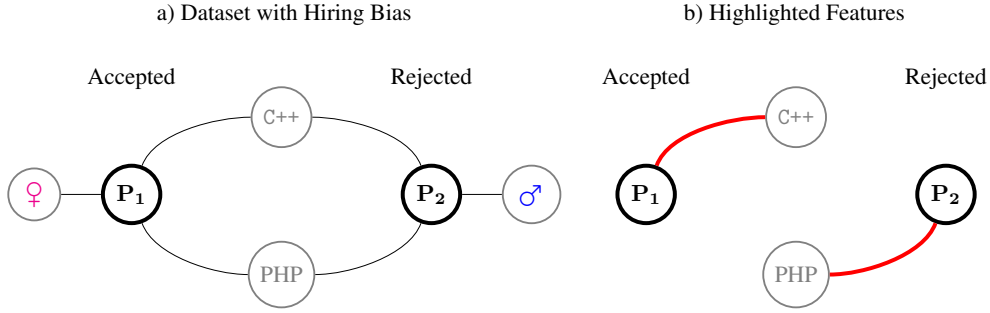 a) Dataset with Hiring Bias
b) Highlighted Features
Accepted
Rejected
Accepted
Rejected
C++
C++
♀
P1
P2
♂
P1
P2
PHP
PHP